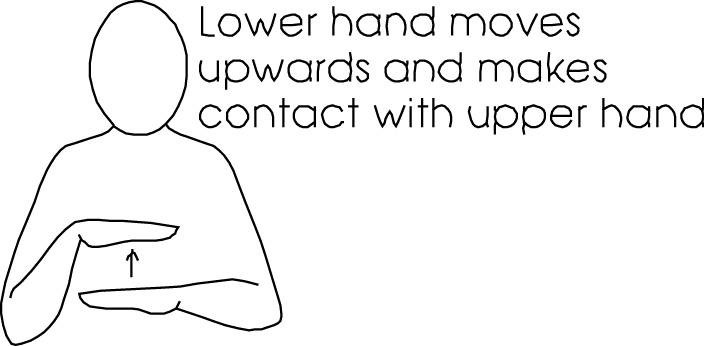 Lower hand moves
upwards and makes
contact with upper hand